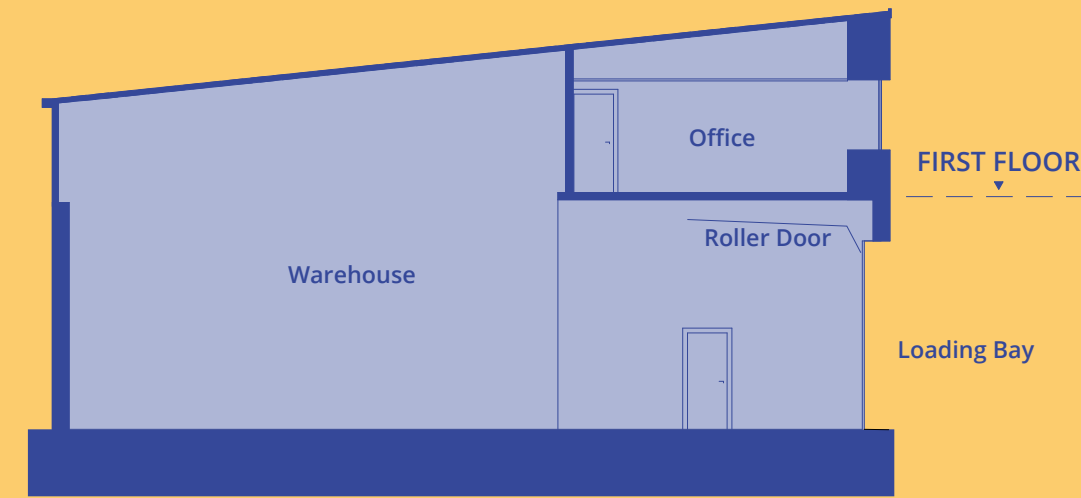 Office
FIRST FLOOR
Roller Door
Warehouse
Loading Bay